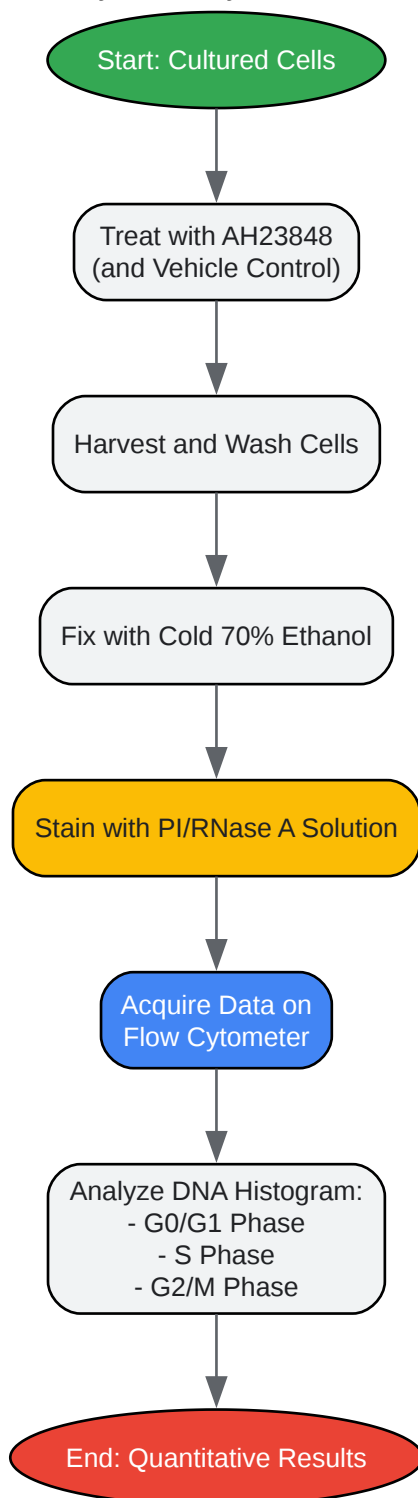 Start: Cultured Cells
Treat with AH23848
(and Vehicle Control)
Harvest and Wash Cells
Fix with Cold 70% Ethanol
Stain with PI/RNase A Solution
Acquire Data on
Flow Cytometer
Analyze DNA Histogram:
- G0/G1 Phase
- S Phase
- G2/M Phase
End: Quantitative Results